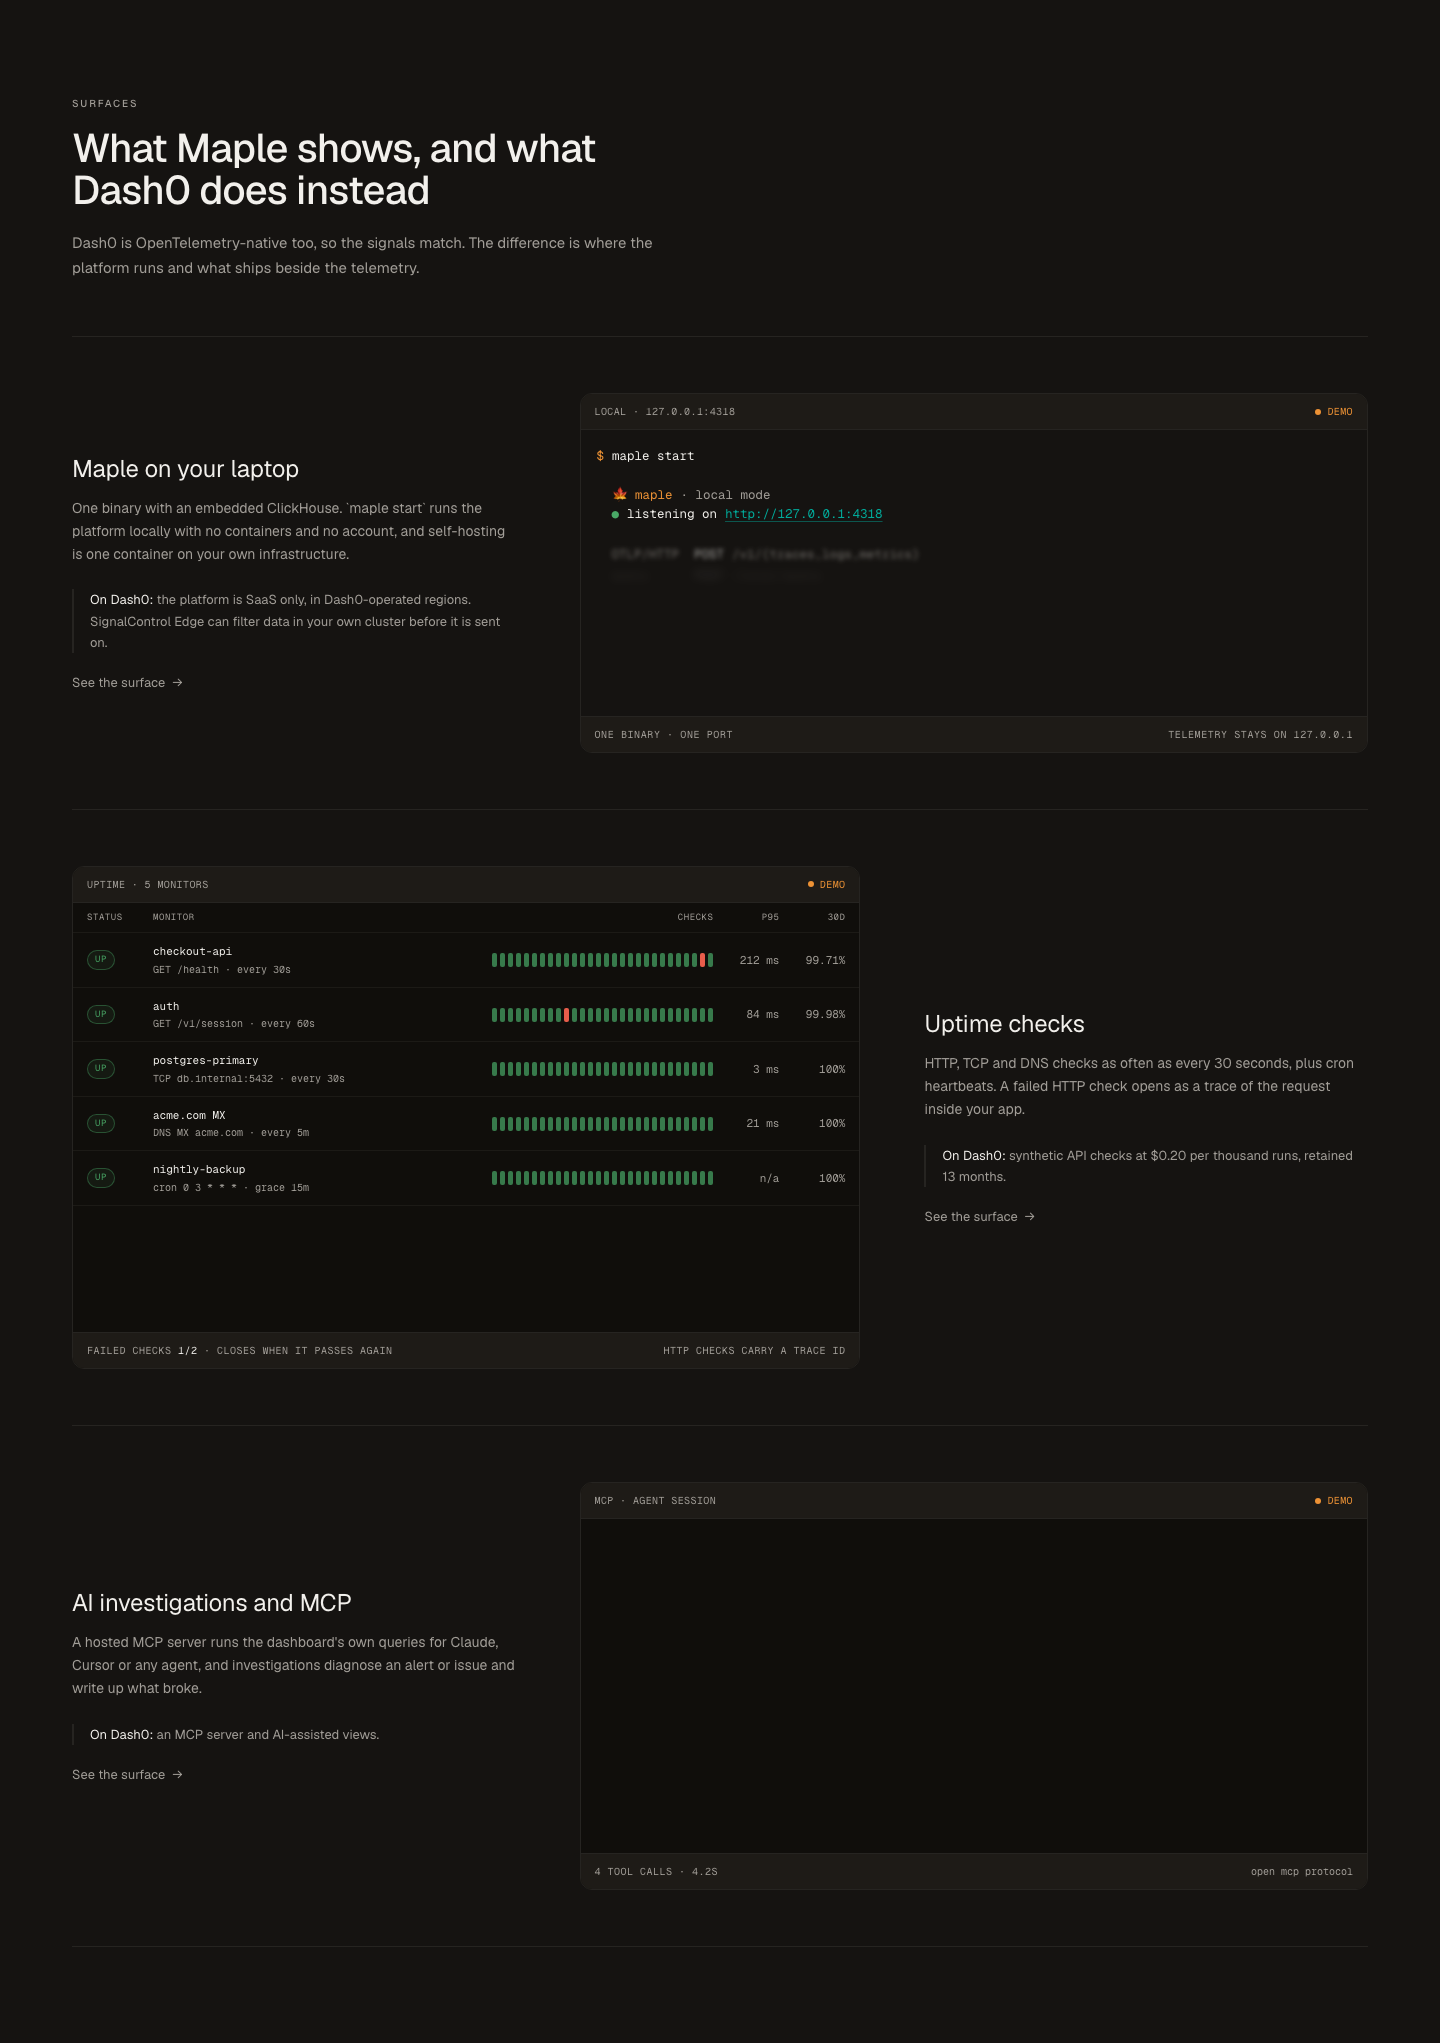 SURFACES
What Maple shows, and what
Dash0 does instead
Dash0 is OpenTelemetry-native too, so the signals match. The difference is where the
platform runs and what ships beside the telemetry.
Maple on your laptop
One binary with an embedded ClickHouse. `maple start` runs the
platform locally with no containers and no account, and self-hosting
is one container on your own infrastructure.
On Dash0: the platform is SaaS only, in Dash0-operated regions.
SignalControl Edge can filter data in your own cluster before it is sent
on.
See the surface →
LOCAL · 127.0.0.1:4318 DEMO
$ maple start
🍁 maple · local mode
● listening on http://127.0.0.1:4318
OTLP/HTTP POST /v1/{traces,logs,metrics}
ONE BINARY · ONE PORT TELEMETRY STAYS ON 127.0.0.1
UPTIME · 5 MONITORS DEMO
STATUS MONITOR CHECKS P95 30D
UP checkout-api 212 ms 99.71%
GET /health · every 30s
UP auth 84 ms 99.98%
GET /v1/session · every 60s
UP postgres-primary 3 ms 100%
TCP db.internal:5432 · every 30s
UP acme.com MX 21 ms 100%
DNS MX acme.com · every 5m
UP nightly-backup n/a 100%
cron 0 3 * * * · grace 15m
FAILED CHECKS 1/2 · CLOSES WHEN IT PASSES AGAIN HTTP CHECKS CARRY A TRACE ID
Uptime checks
HTTP, TCP and DNS checks as often as every 30 seconds, plus cron
heartbeats. A failed HTTP check opens as a trace of the request
inside your app.
On Dash0: synthetic API checks at $0.20 per thousand runs, retained
13 months.
See the surface →
AI investigations and MCP
A hosted MCP server runs the dashboard's own queries for Claude,
Cursor or any agent, and investigations diagnose an alert or issue and
write up what broke.
On Dash0: an MCP server and AI-assisted views.
See the surface →
MCP · AGENT SESSION DEMO
4 TOOL CALLS · 4.2S open mcp protocol